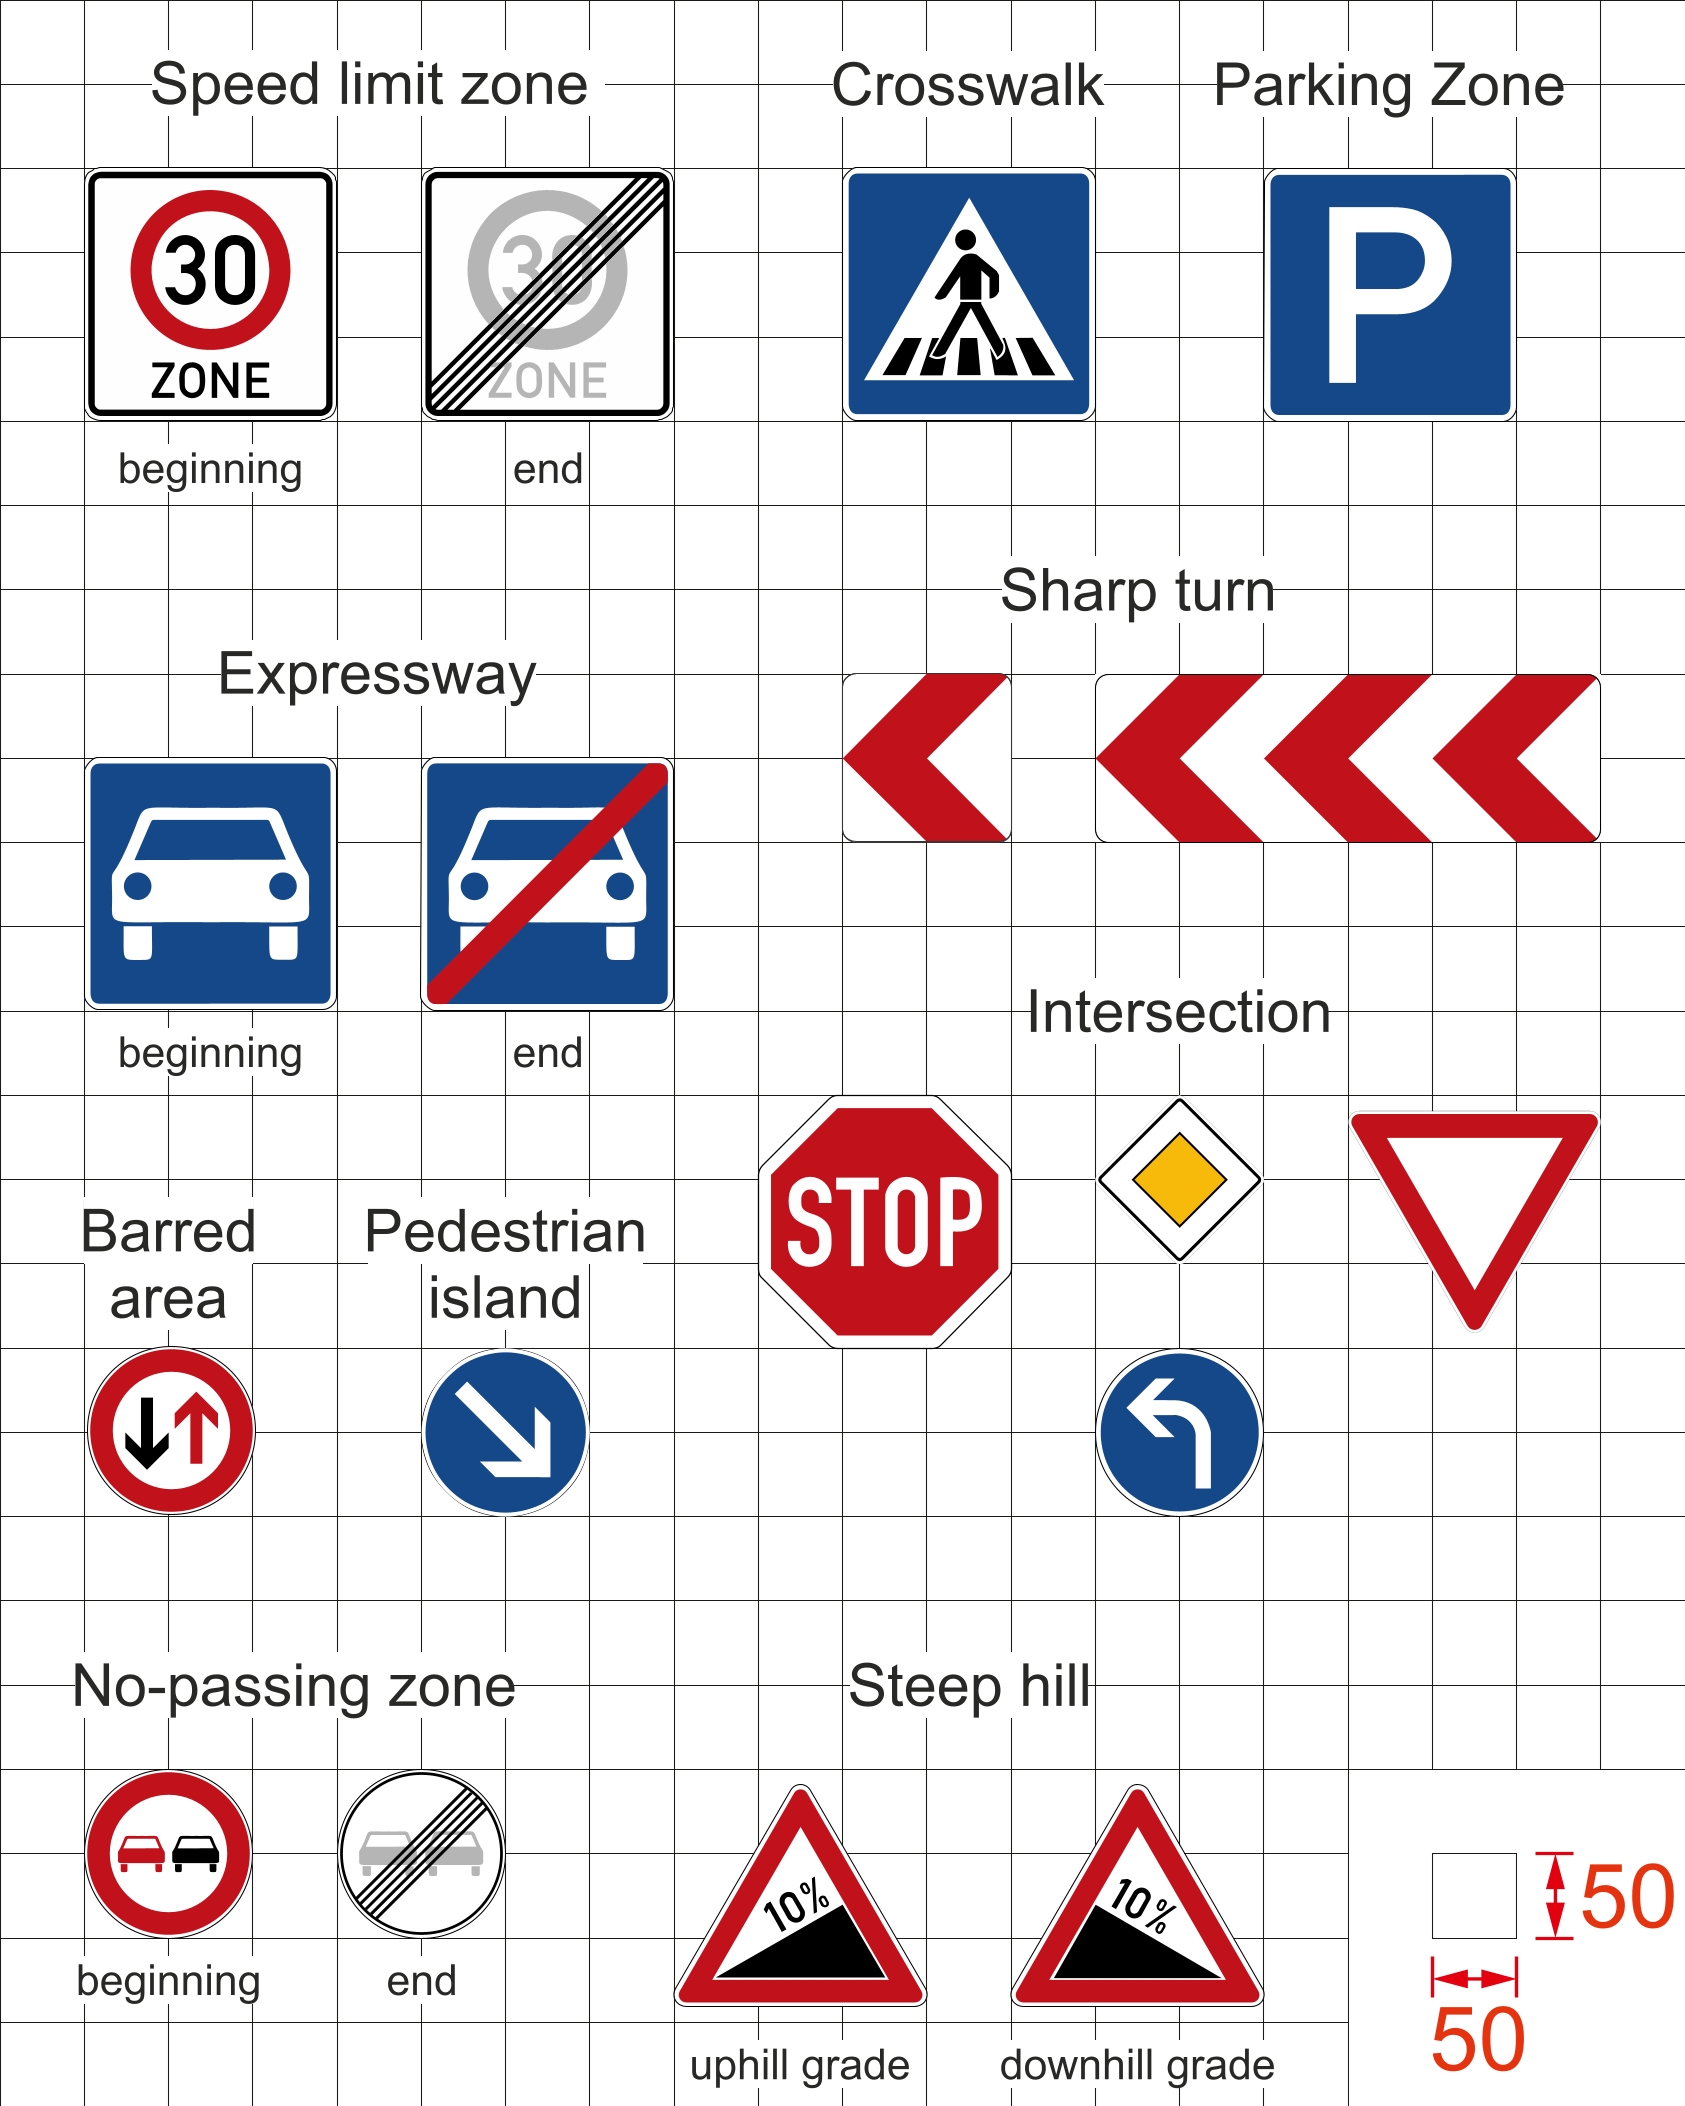 Speed limit zone
Crosswalk
Parking Zone
30
ZONE
30
ZONE
P
beginning
end
Sharp turn
Expressway
beginning
end
Intersection
STOP
Barred
area
Pedestrian
island
No-passing zone
Steep hill
10%
10%
50
50
beginning
end
uphill grade
downhill grade